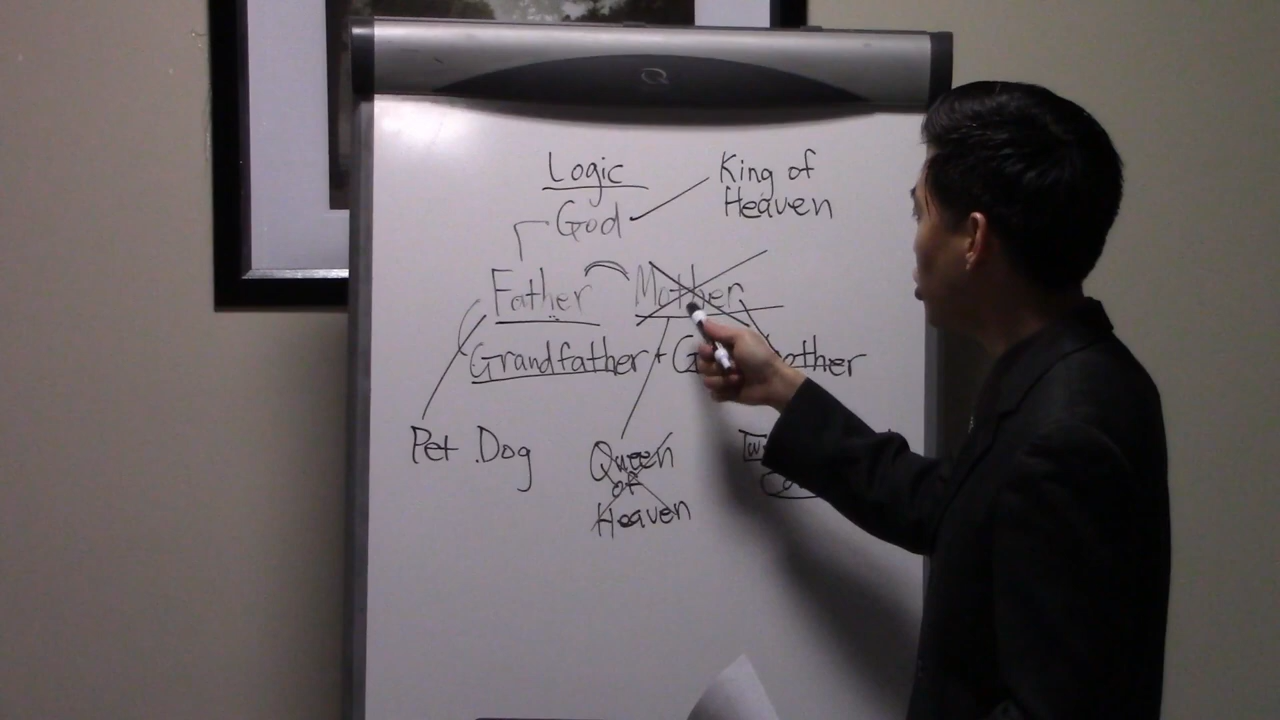 Logic
King of
Heaven
God
Father Mother
Grandfather +
Pet Dog
Queen
of
Heaven